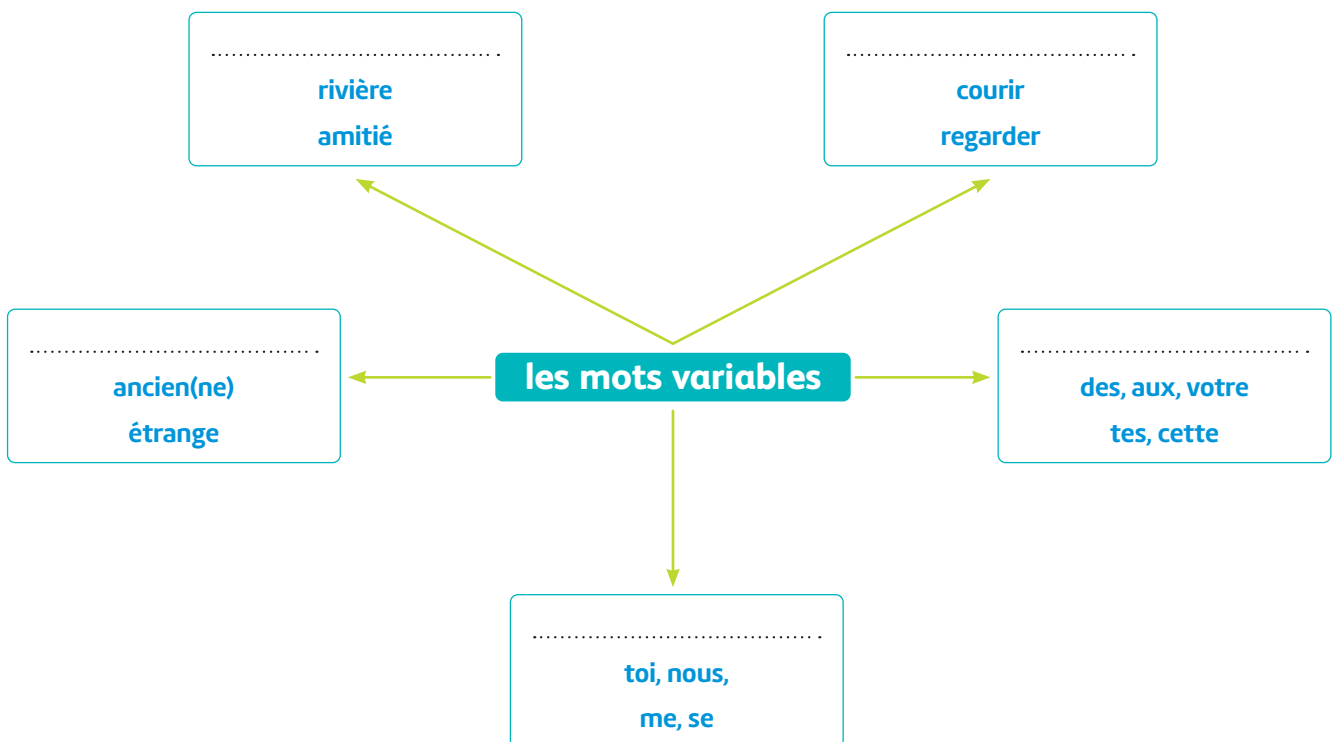 ..................................................
rivière
amitié
..................................................
courir
regarder
..................................................
ancien(ne)
étrange
les mots variables
..................................................
des, aux, votre
tes, cette
..................................................
toi, nous,
me, se